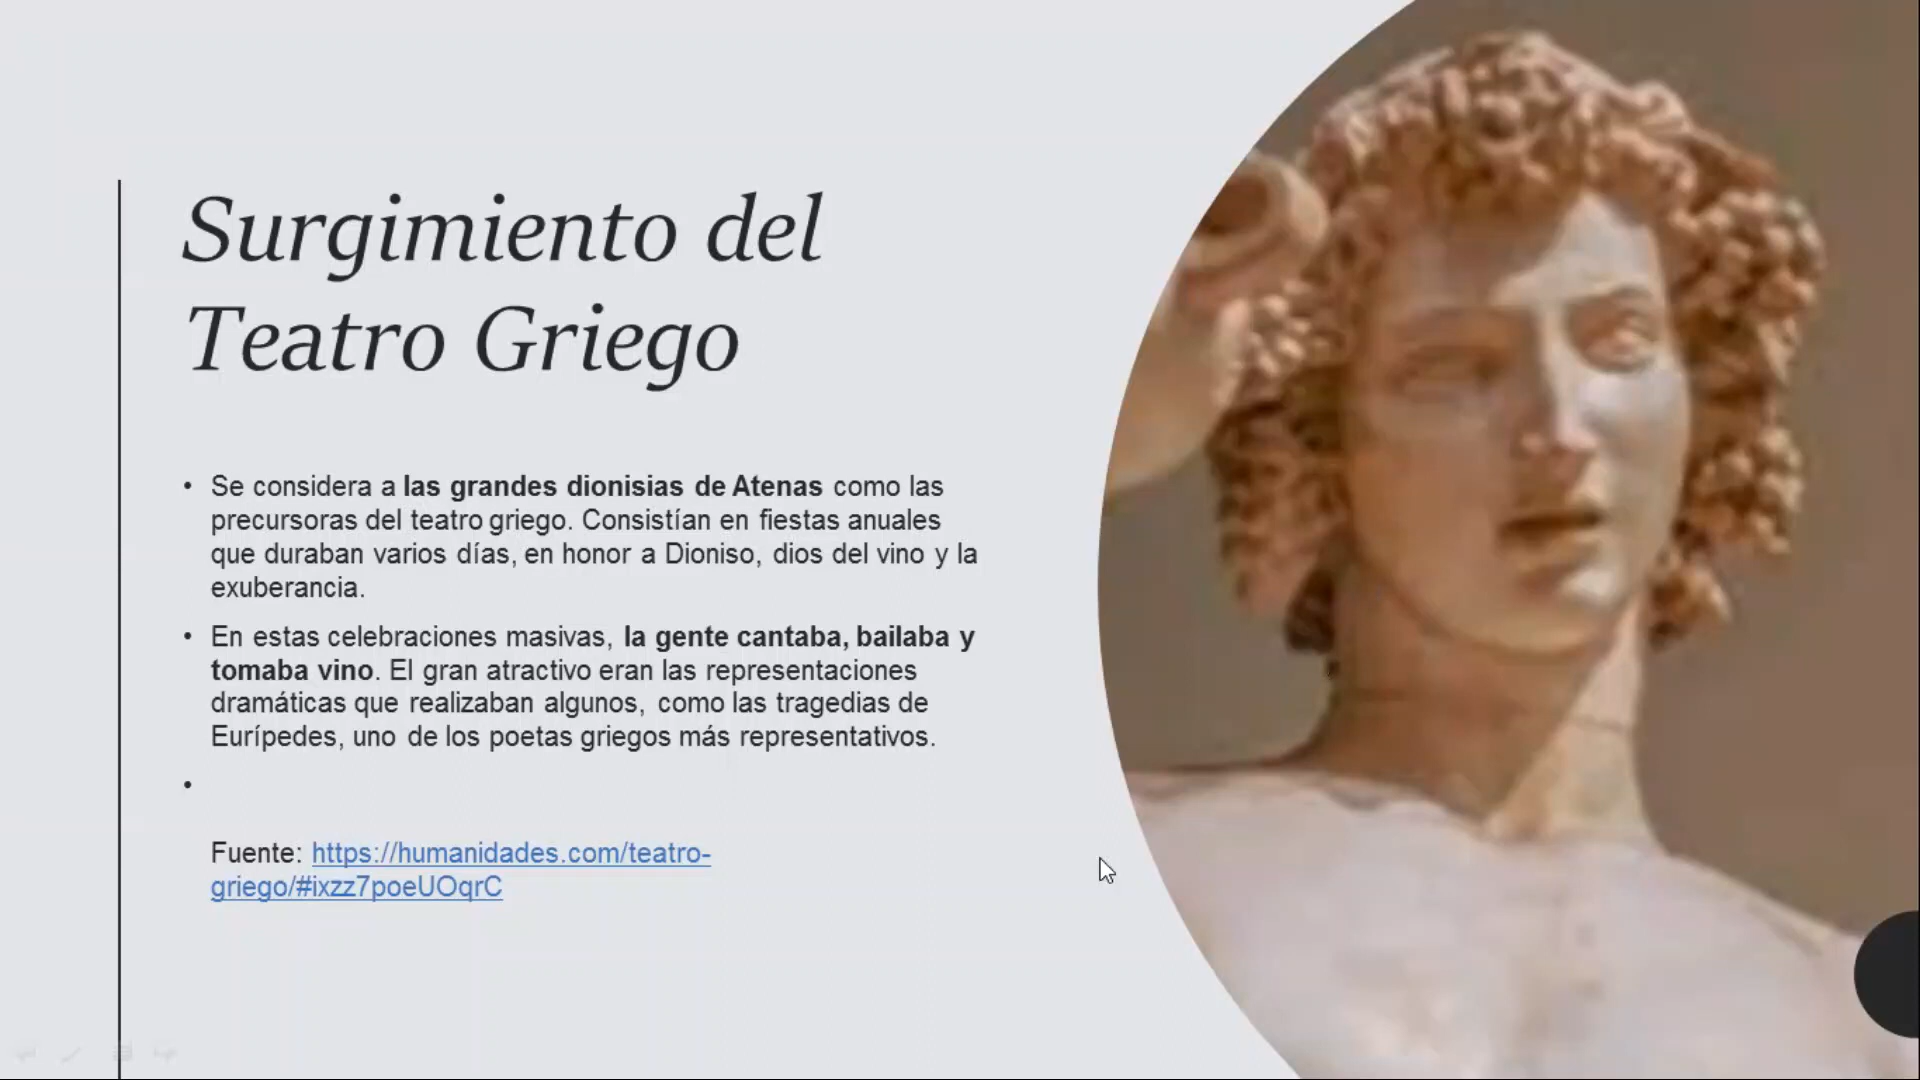 Surgimiento del
Teatro Griego
• Se considera a las grandes dionisias de Atenas como las
precursoras del teatro griego. Consistían en fiestas anuales
que duraban varios días, en honor a Dioniso, dios del vino y la
exuberancia.
• En estas celebraciones masivas, la gente cantaba, bailaba y
tomaba vino. El gran atractivo eran las representaciones
dramáticas que realizaban algunos, como las tragedias de
Eurípedes, uno de los poetas griegos más representativos.
•
Fuente: https://humanidades.com/teatro-
griego/#ixzz7poeUOqrC